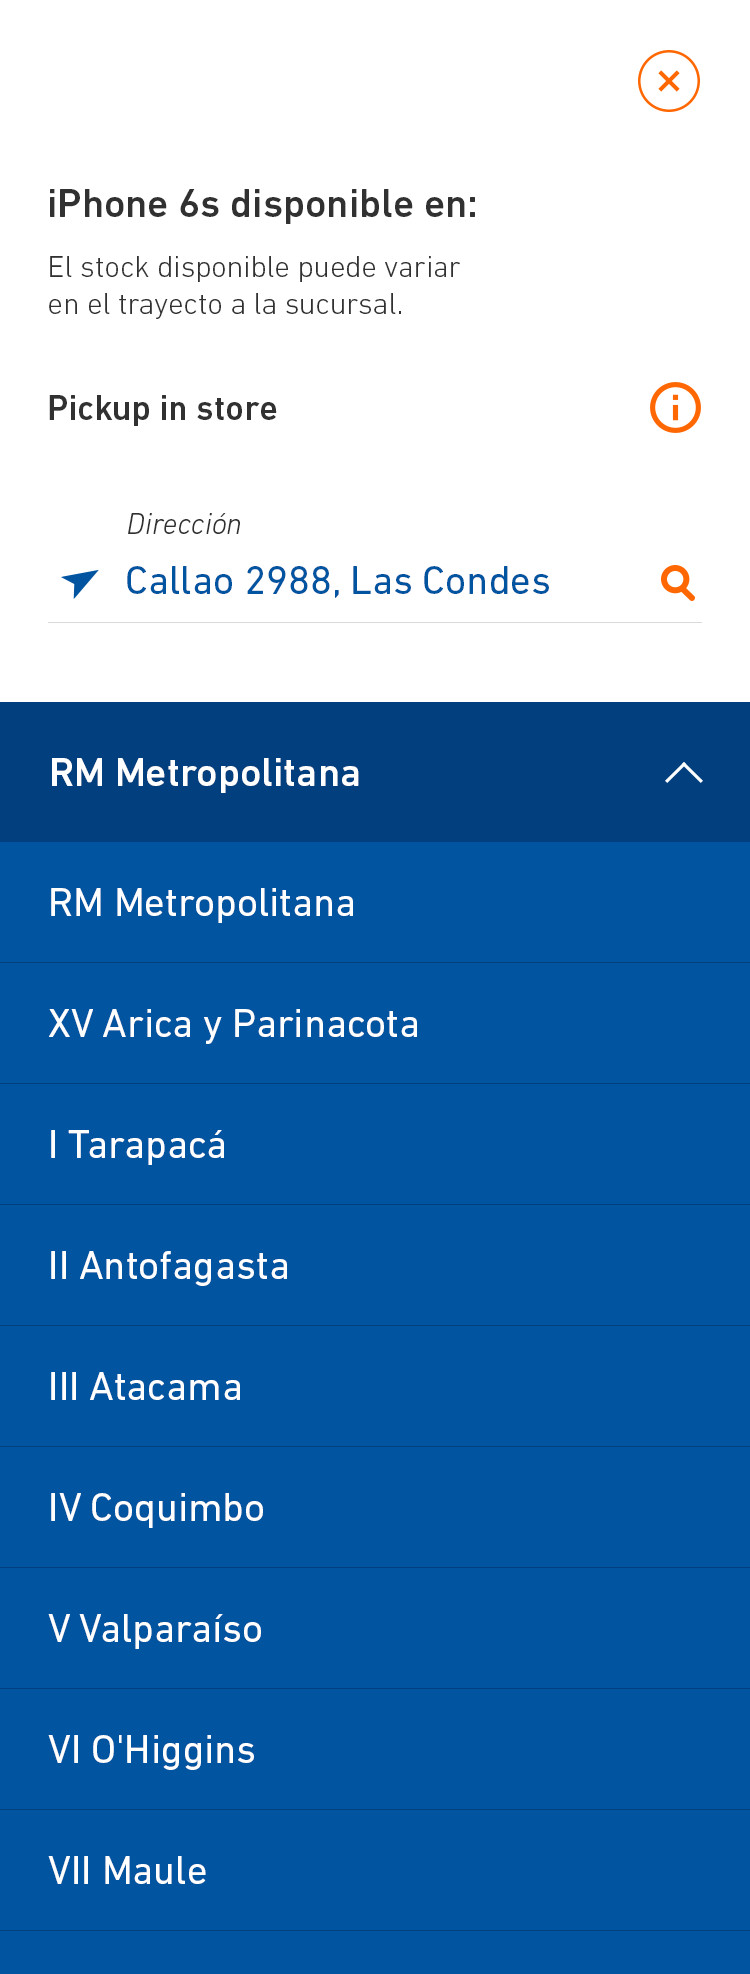 iPhone 6s disponible en:
El stock disponible puede variar
en el trayecto a la sucursal.
Pickup in store
Dirección
Callao 2988, Las Condes
RM Metropolitana
RM Metropolitana
XV Arica y Parinacota
I Tarapacá
II Antofagasta
III Atacama
IV Coquimbo
V Valparaíso
VI O'Higgins
VII Maule